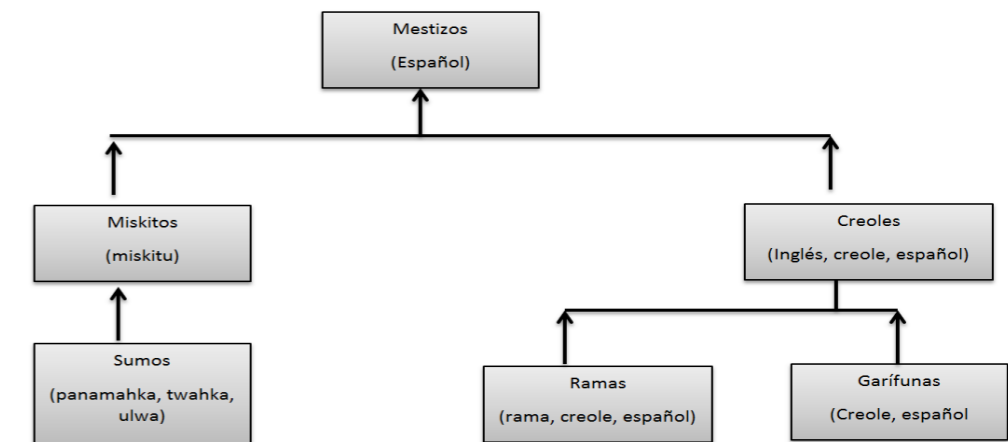 Mestizos
(Español)
Miskitos
(miskitu)
Creoles
(Inglés, creole, español)
Sumos
(panamahka, twahka,
ulwa)
Ramas
(rama, creole, español)
Garífunas
(Creole, español